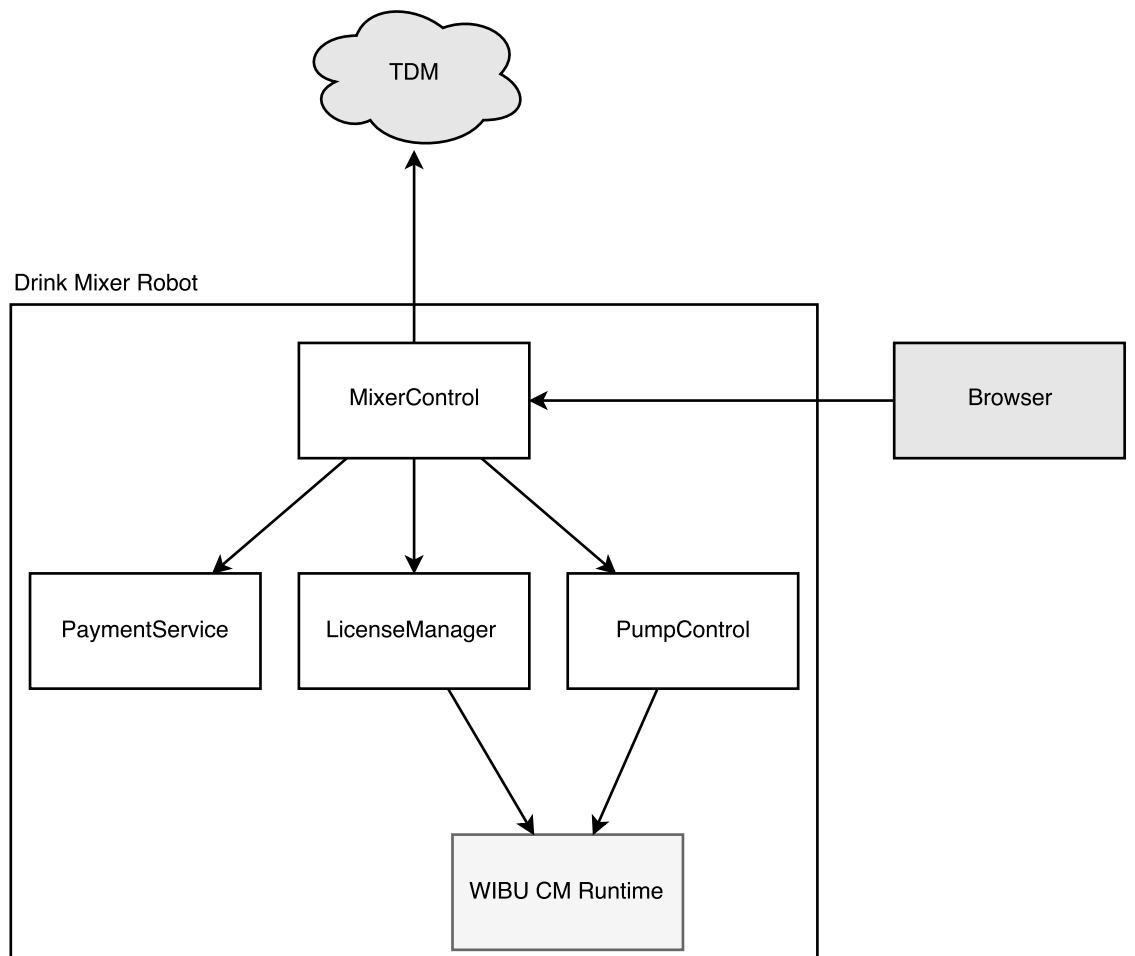 TDM
Drink Mixer Robot
MixerControl
Browser
PaymentService
LicenseManager
PumpControl
WIBU CM Runtime